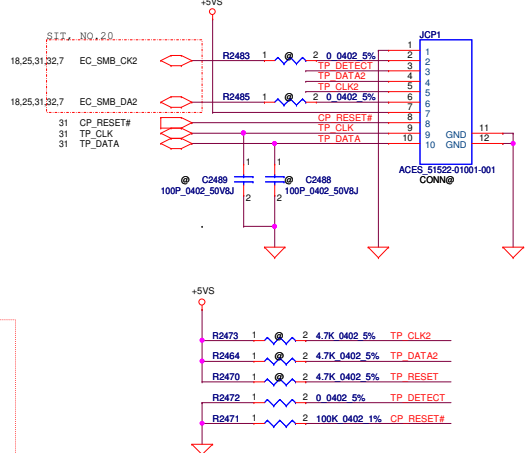 +5VS
SIT, NO.20
JCP1
18,25,31,32,7 EC_SMB_CK2 R2483 1 @ 2 0_0402_5% 1 1
2 2
TP_DETECT 3 3
TP_DATA2 4 4
TP_CLK2 5 5
18,25,31,32,7 EC_SMB_DA2 R2485 1 @ 2 0_0402_5% 6 6
7 7
31 CP_RESET# CP_RESET# 8 8
31 TP_CLK TP_CLK 9 9 GND 11
31 TP_DATA TP_DATA 10 10 GND 12
1 1
ACES_51522-01001-001
CONN@
@ C2489 @ C2488
100P_0402_50V8J 100P_0402_50V8J
2 2
+5VS
R2473 1 @ 2 4.7K_0402_5% TP_CLK2
R2464 1 @ 2 4.7K_0402_5% TP_DATA2
R2470 1 @ 2 4.7K_0402_5% TP_RESET
R2472 1 2 0_0402_5% TP_DETECT
R2471 1 2 100K_0402_1% CP_RESET#